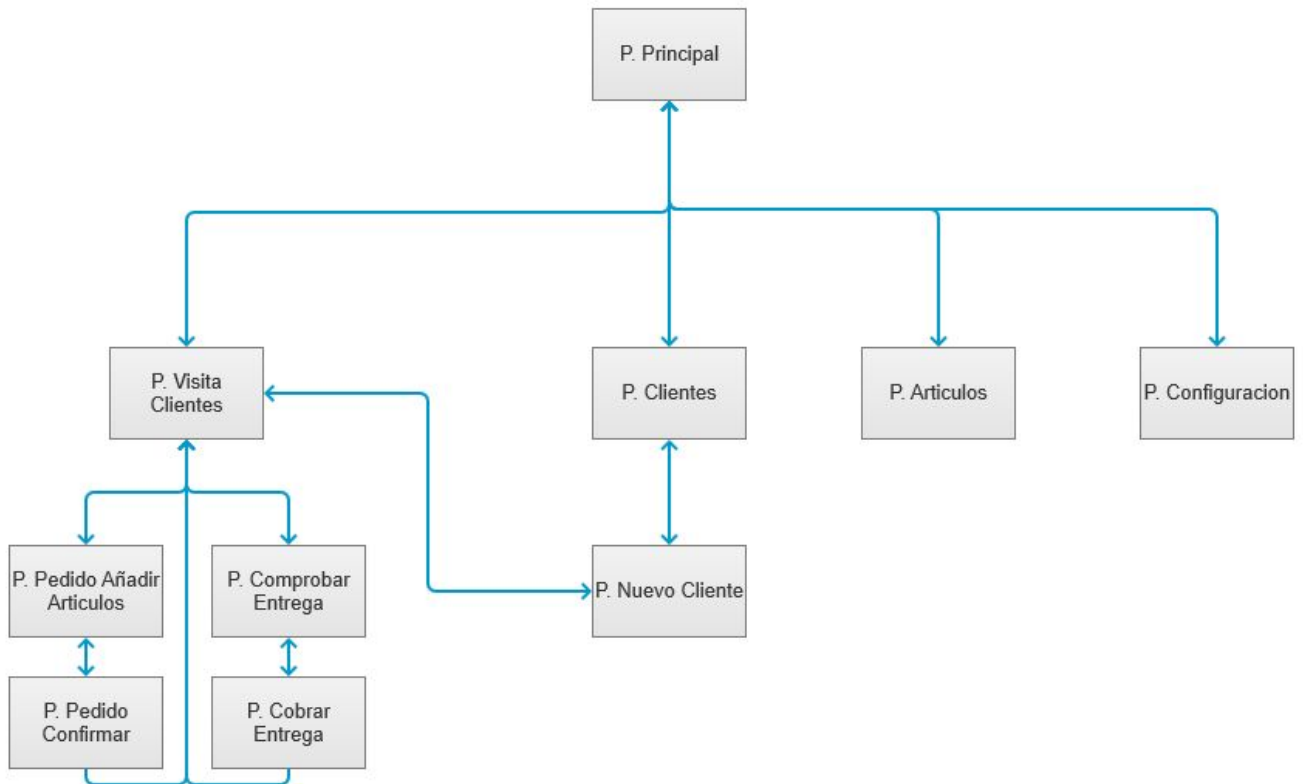 P. Principal
P. Visita
Clientes
P. Clientes
P. Articulos
P. Configuracion
P. Pedido Añadir
Articulos
P. Comprobar
Entrega
P. Nuevo Cliente
P. Pedido
Confirmar
P. Cobrar
Entrega